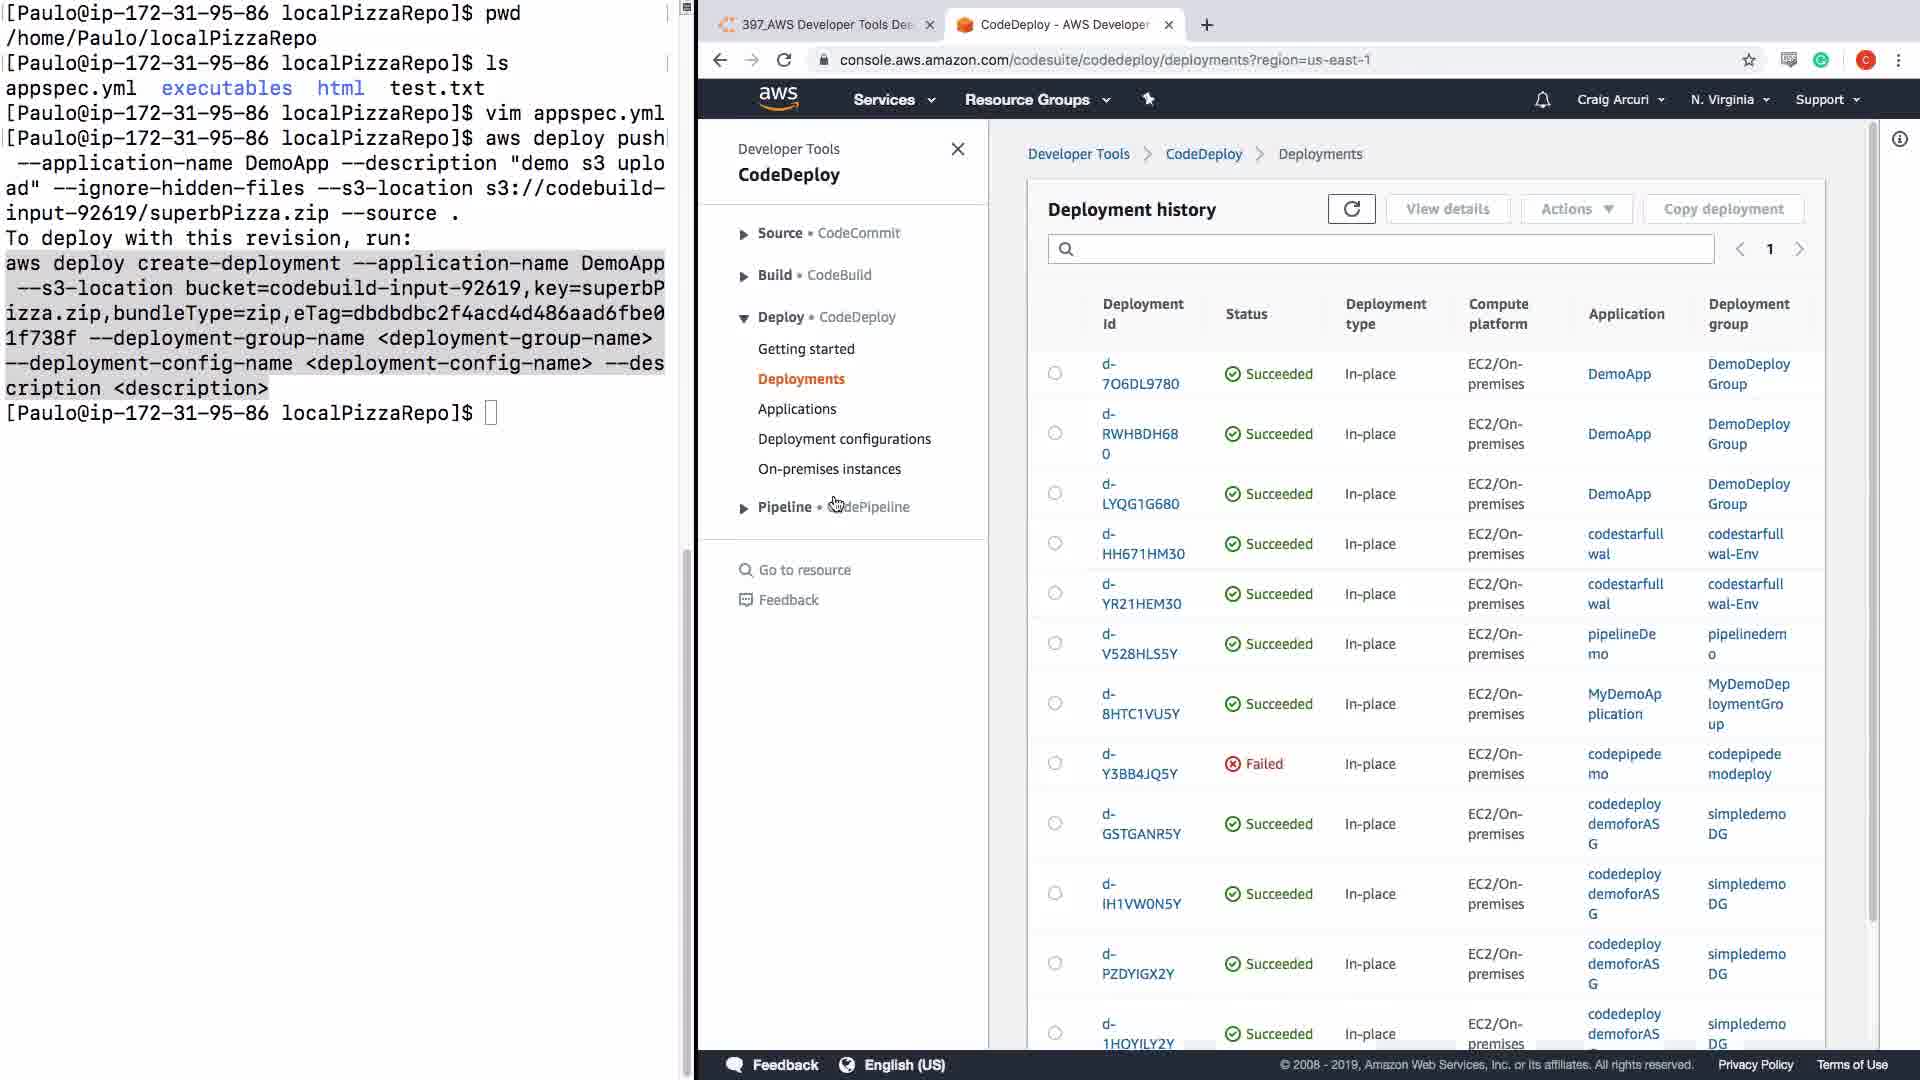 [Paulo@ip-172-31-95-86 localPizzaRepo]$ pwd
/home/Paulo/localPizzaRepo
[Paulo@ip-172-31-95-86 localPizzaRepo]$ ls
appspec.yml  executables  html  test.txt
[Paulo@ip-172-31-95-86 localPizzaRepo]$ vim appspec.yml
[Paulo@ip-172-31-95-86 localPizzaRepo]$ aws deploy push
 --application-name DemoApp --description "demo s3 uplo
ad" --ignore-hidden-files --s3-location s3://codebuild-
input-92619/superbPizza.zip --source .
To deploy with this revision, run:
aws deploy create-deployment --application-name DemoApp
 --s3-location bucket=codebuild-input-92619,key=superbP
izza.zip,bundleType=zip,eTag=dbdbdbc2f4acd4d486aad6fbe0
1f738f --deployment-group-name <deployment-group-name>
--deployment-config-name <deployment-config-name> --des
cription <description>
[Paulo@ip-172-31-95-86 localPizzaRepo]$
397_AWS Developer Tools De
CodeDeploy - AWS Developer
console.aws.amazon.com/codesuite/codedeploy/deployments?region=us-east-1
C
aws
Services
Resource Groups
Craig Arcuri
N. Virginia
Support
Developer Tools
CodeDeploy
Source • CodeCommit
Build • CodeBuild
Deploy • CodeDeploy
Getting started
Deployments
Applications
Deployment configurations
On-premises instances
Pipeline • CodePipeline
Go to resource
Feedback
Developer Tools > CodeDeploy > Deployments
Deployment history
View details
Actions
Copy deployment
1
Deployment Id
Status
Deployment type
Compute platform
Application
Deployment group
d-7O6DL9780 Succeeded In-place EC2/On-premises DemoApp DemoDeployGroup
d-RWHBDH680 Succeeded In-place EC2/On-premises DemoApp DemoDeployGroup
d-LYQG1G680 Succeeded In-place EC2/On-premises DemoApp DemoDeployGroup
d-HH671HM30 Succeeded In-place EC2/On-premises codestarfullwal codestarfullwal-Env
d-YR21HEM30 Succeeded In-place EC2/On-premises codestarfullwal codestarfullwal-Env
d-V528HLS5Y Succeeded In-place EC2/On-premises pipelineDemo pipelinedemo
d-8HTC1VU5Y Succeeded In-place EC2/On-premises MyDemoApplication MyDemoDeploymentGroup
d-Y3BB4JQ5Y Failed In-place EC2/On-premises codepipedemo codepipedemodeploy
d-GSTGANR5Y Succeeded In-place EC2/On-premises codedeploydemoforASG simpledemoDG
d-IH1VW0N5Y Succeeded In-place EC2/On-premises codedeploydemoforASG simpledemoDG
d-PZDYIGX2Y Succeeded In-place EC2/On-premises codedeploydemoforASG simpledemoDG
d-1HOYILY2Y Succeeded In-place EC2/On-premises codedeploydemoforASG simpledemoDG
Feedback
English (US)
© 2008 - 2019, Amazon Web Services, Inc. or its affiliates. All rights reserved.
Privacy Policy
Terms of Use